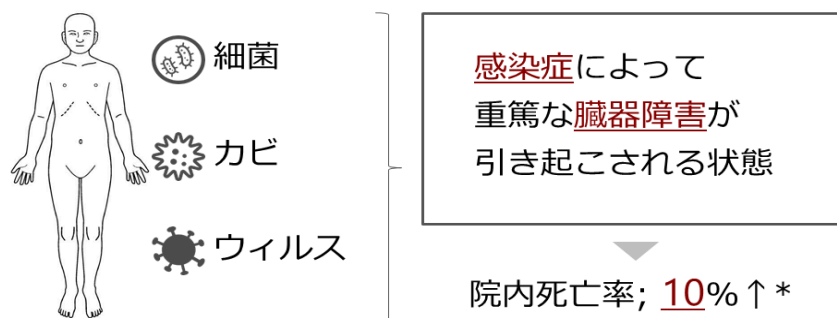 細菌
カビ
ウィルス
感染症によって
重篤な臓器障害が
引き起こされる状態
院内死亡率; 10%↑*